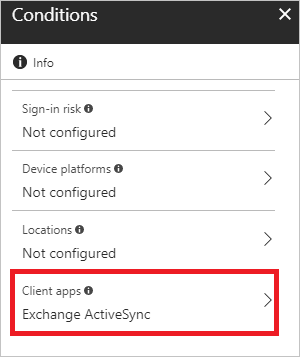 Conditions
Info
Sign-in risk
Not configured
Device platforms
Not configured
Locations
Not configured
Client apps
Exchange ActiveSync